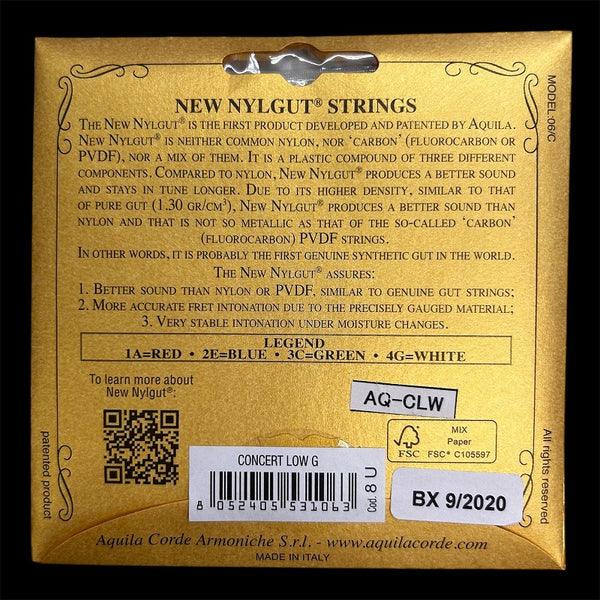 NEW NYLGUT® STRINGS
THE NEW NYLGUT® IS THE FIRST PRODUCT DEVELOPED AND PATENTED BY AQUILA.
NEW NYLGUT IS NEITHER COMMON NYLON, NOR ‘CARBON’ (FLUOROCARBON OR
PVDF), NOR A MIX OF THEM. IT IS A PLASTIC COMPOUND OF THREE DIFFERENT
COMPONENTS. COMPARED TO NYLON, NEW NYLGUT® PRODUCES A BETTER SOUND
AND STAYS IN TUNE LONGER. DUE TO ITS HIGHER DENSITY, SIMILAR TO THAT
OF PURE GUT (1.30 GR/CM³), NEW NYLGUT® PRODUCES A BETTER SOUND THAN
NYLON AND THAT IS NOT SO METALLIC AS THAT OF THE SO-CALLED ‘CARBON’
(FLUOROCARBON) PVDF STRINGS.
IN OTHER WORDS, IT IS PROBABLY THE FIRST GENUINE SYNTHETIC GUT IN THE WORLD.
THE NEW NYLGUT® ASSURES:
1. BETTER SOUND THAN NYLON OR PVDF, SIMILAR TO GENUINE GUT STRINGS;
2. MORE ACCURATE FRET INTONATION DUE TO THE PRECISELY GAUGED MATERIAL;
3. VERY STABLE INTONATION UNDER MOISTURE CHANGES.
LEGEND
1A=RED • 2E=BLUE • 3C=GREEN • 4G=WHITE
MODEL:06/C
To learn more about
New Nylgut®:
AQ-CLW
FSC
MIX
Paper
FSC® C105597
patented product
CONCERT LOW G
8 052405 531063
Cod. 8 U
BX 9/2020
All rights reserved
Aquila Corde Armoniche S.r.l. - www.aquilacorde.com
MADE IN ITALY